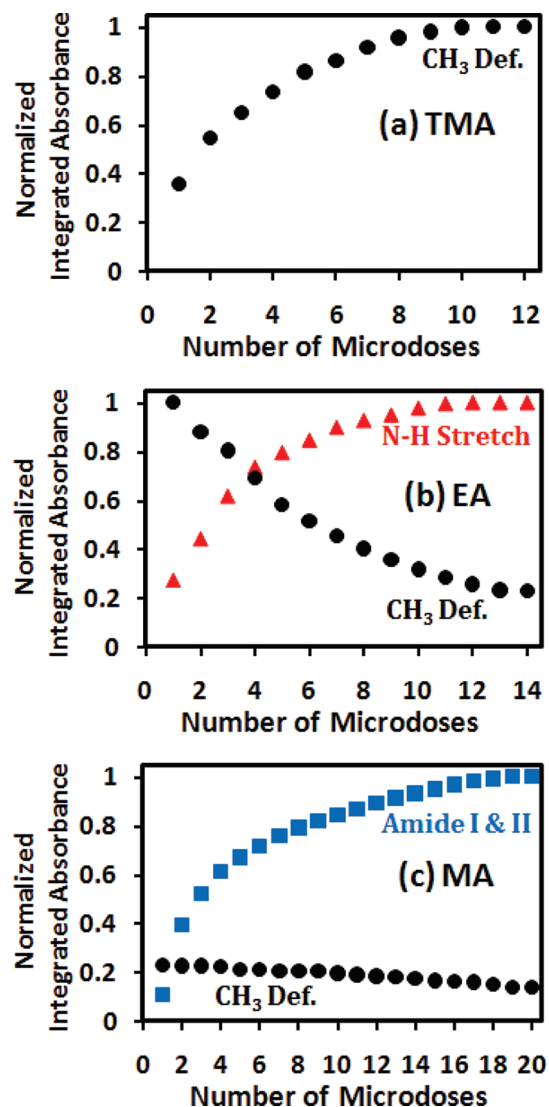 Normalized
Integrated Absorbance
1
0.8
0.6
0.4
0.2
0
CH₃ Def.
(a) TMA
0 2 4 6 8 10 12
Number of Microdoses
Normalized
Integrated Absorbance
1
0.8
0.6
0.4
0.2
0
N-H Stretch
(b) EA
CH₃ Def.
0 2 4 6 8 10 12 14
Number of Microdoses
Normalized
Integrated Absorbance
1
0.8
0.6
0.4
0.2
0
Amide I & II
(c) MA
CH₃ Def.
0 2 4 6 8 10 12 14 16 18 20
Number of Microdoses